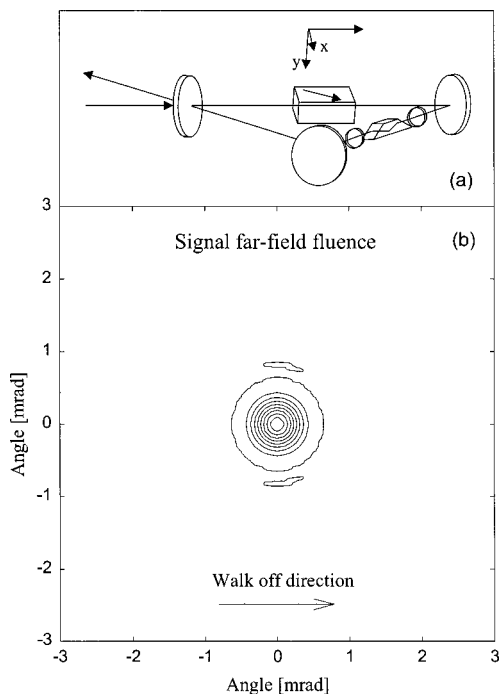 x
y
(a)
3
(b)
Signal far-field fluence
2
1
0
-1
-2
-3
Angle [mrad]
Walk off direction
-3
-2
-1
0
1
2
3
Angle [mrad]